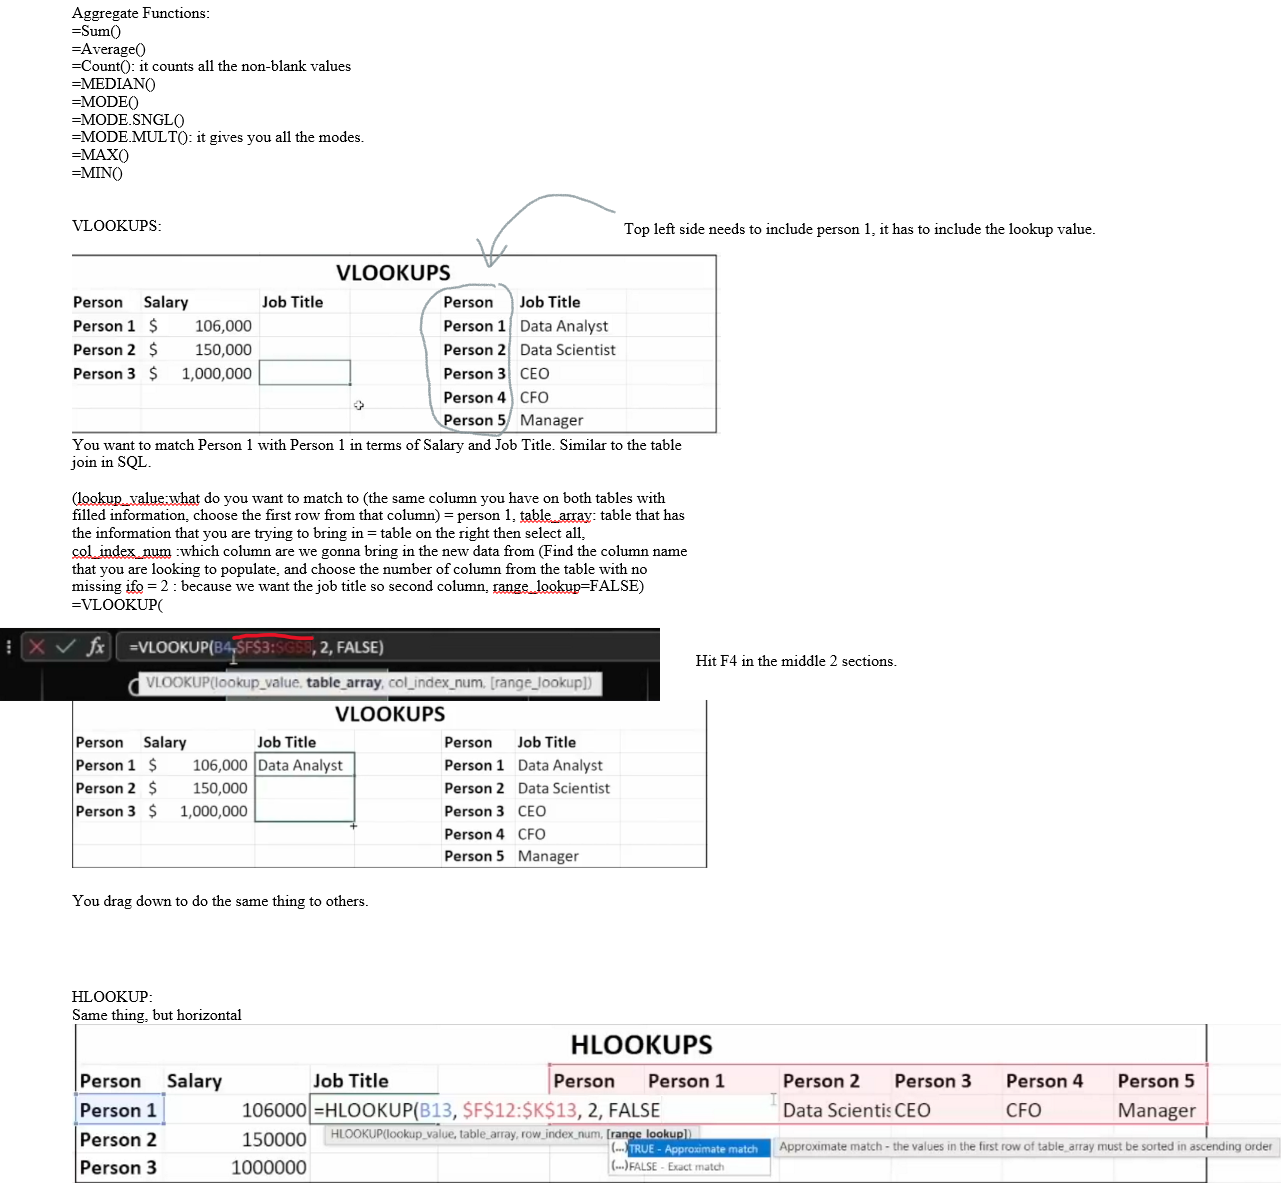 Aggregate Functions:
=Sum()
=Average()
=Count(): it counts all the non-blank values
=MEDIAN()
=MODE()
=MODE.SNGL()
=MODE.MULT(): it gives you all the modes.
=MAX()
=MIN()
VLOOKUPS:
Top left side needs to include person 1, it has to include the lookup value.
VLOOKUPS
Person Salary Job Title Person Job Title
Person 1 $ 106,000 Person 1 Data Analyst
Person 2 $ 150,000 Person 2 Data Scientist
Person 3 $ 1,000,000 Person 3 CEO
Person 4 CFO
Person 5 Manager
You want to match Person 1 with Person 1 in terms of Salary and Job Title. Similar to the table
join in SQL.
(lookup_value:what do you want to match to (the same column you have on both tables with
filled information, choose the first row from that column) = person 1, table_array: table that has
the information that you are trying to bring in = table on the right then select all,
col_index_num :which column are we gonna bring in the new data from (Find the column name
that you are looking to populate, and choose the number of column from the table with no
missing ifo = 2 : because we want the job title so second column, range_lookup=FALSE)
=VLOOKUP(
fx =VLOOKUP(B4,$F$3:$G$8, 2, FALSE)
Hit F4 in the middle 2 sections.
VLOOKUP(lookup_value, table_array, col_index_num, [range_lookup])
VLOOKUPS
Person Salary Job Title Person Job Title
Person 1 $ 106,000 Data Analyst Person 1 Data Analyst
Person 2 $ 150,000 Person 2 Data Scientist
Person 3 $ 1,000,000 Person 3 CEO
Person 4 CFO
Person 5 Manager
You drag down to do the same thing to others.
HLOOKUP:
Same thing, but horizontal
HLOOKUPS
Person Salary Job Title Person Person 1 Person 2 Person 3 Person 4 Person 5
Person 1 106000 =HLOOKUP(B13, $F$12:$K$13, 2, FALSE Data Scientis CEO CFO Manager
Person 2 150000 HLOOKUP(lookup_value, table_array, row_index_num, [range_lookup])
(...)TRUE - Approximate match Approximate match - the values in the first row of table_array must be sorted in ascending order
Person 3 1000000 (...)FALSE - Exact match